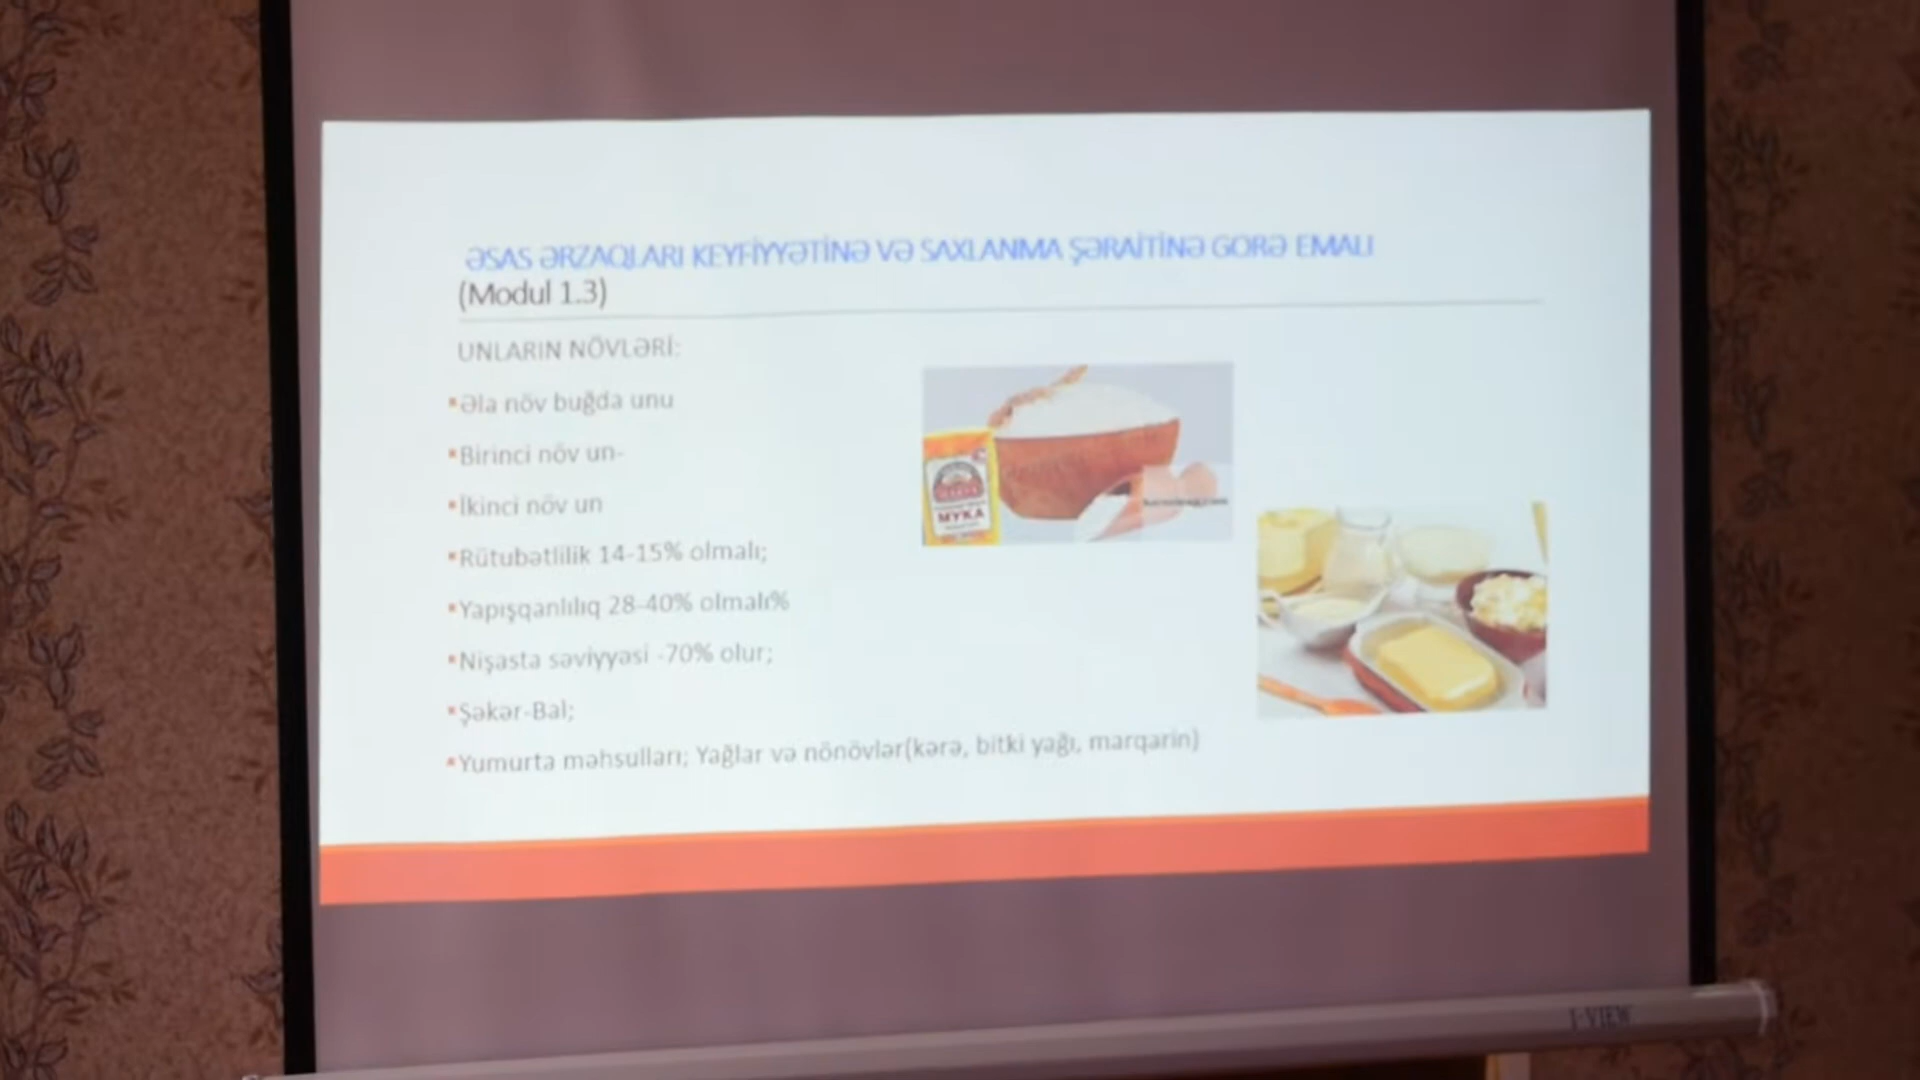 ƏSAS ƏRZAQLARI KEYFİYYƏTİNƏ VƏ SAXLANMA ŞƏRAİTİNƏ GORƏ EMALI
(Modul 1.3)
UNLARIN NÖVLƏRİ:
Əla növ buğda unu
Birinci növ un-
İkinci növ un
Rütubətlilik 14-15% olmalı;
Yapışqanlılıq 28-40% olmalı%
Nişasta səviyyəsi -70% olur;
Şəkər-Bal;
Yumurta məhsulları; Yağlar və nönövlər(kərə, bitki yağı, marqarin)
МУКА
I-VIEW